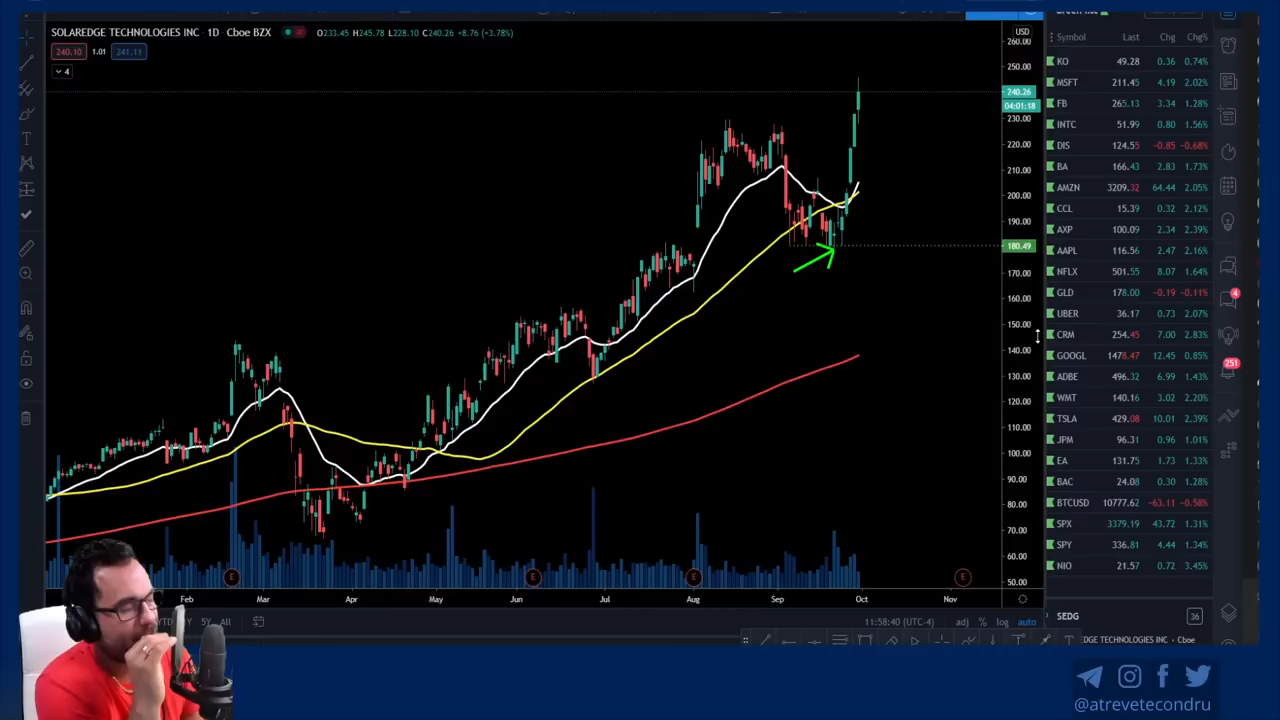 SOLAREDGE TECHNOLOGIES INC · 1D · Cboe BZX
O233.45 H245.78 L228.10 C240.26 +8.76 (+3.78%)
240.10 1.01 241.11
4
USD
260.00
250.00
240.26
04:01:18
230.00
220.00
210.00
200.00
190.00
180.49
170.00
160.00
150.00
140.00
130.00
120.00
110.00
100.00
90.00
80.00
70.00
60.00
50.00
E E E E
Feb Mar Apr May Jun Jul Aug Sep Oct Nov
YTD 1Y 5Y All
11:58:40 (UTC-4) adj % log auto
Symbol Last Chg Chg%
KO 49.28 0.36 0.74%
MSFT 211.45 4.19 2.02%
FB 265.13 3.34 1.28%
INTC 51.99 0.80 1.56%
DIS 124.55 -0.85 -0.68%
BA 166.43 2.83 1.73%
AMZN 3209.32 64.44 2.05%
CCL 15.39 0.32 2.12%
AXP 100.09 2.34 2.39%
AAPL 116.56 2.47 2.16%
NFLX 501.55 8.07 1.64%
GLD 178.00 -0.19 -0.11%
UBER 36.17 0.73 2.07%
CRM 254.45 7.00 2.83%
GOOGL 1478.47 12.45 0.85%
ADBE 496.32 6.99 1.43%
WMT 140.16 3.02 2.20%
TSLA 429.08 10.01 2.39%
JPM 96.31 0.96 1.01%
EA 131.75 1.73 1.33%
BAC 24.08 0.30 1.28%
BTCUSD 10777.62 -63.11 -0.58%
SPX 3379.19 43.72 1.31%
SPY 336.81 4.44 1.34%
NIO 21.57 0.72 3.45%
4
251
SEDG 36
EDGE TECHNOLOGIES INC · Cboe
@atrevetecondru